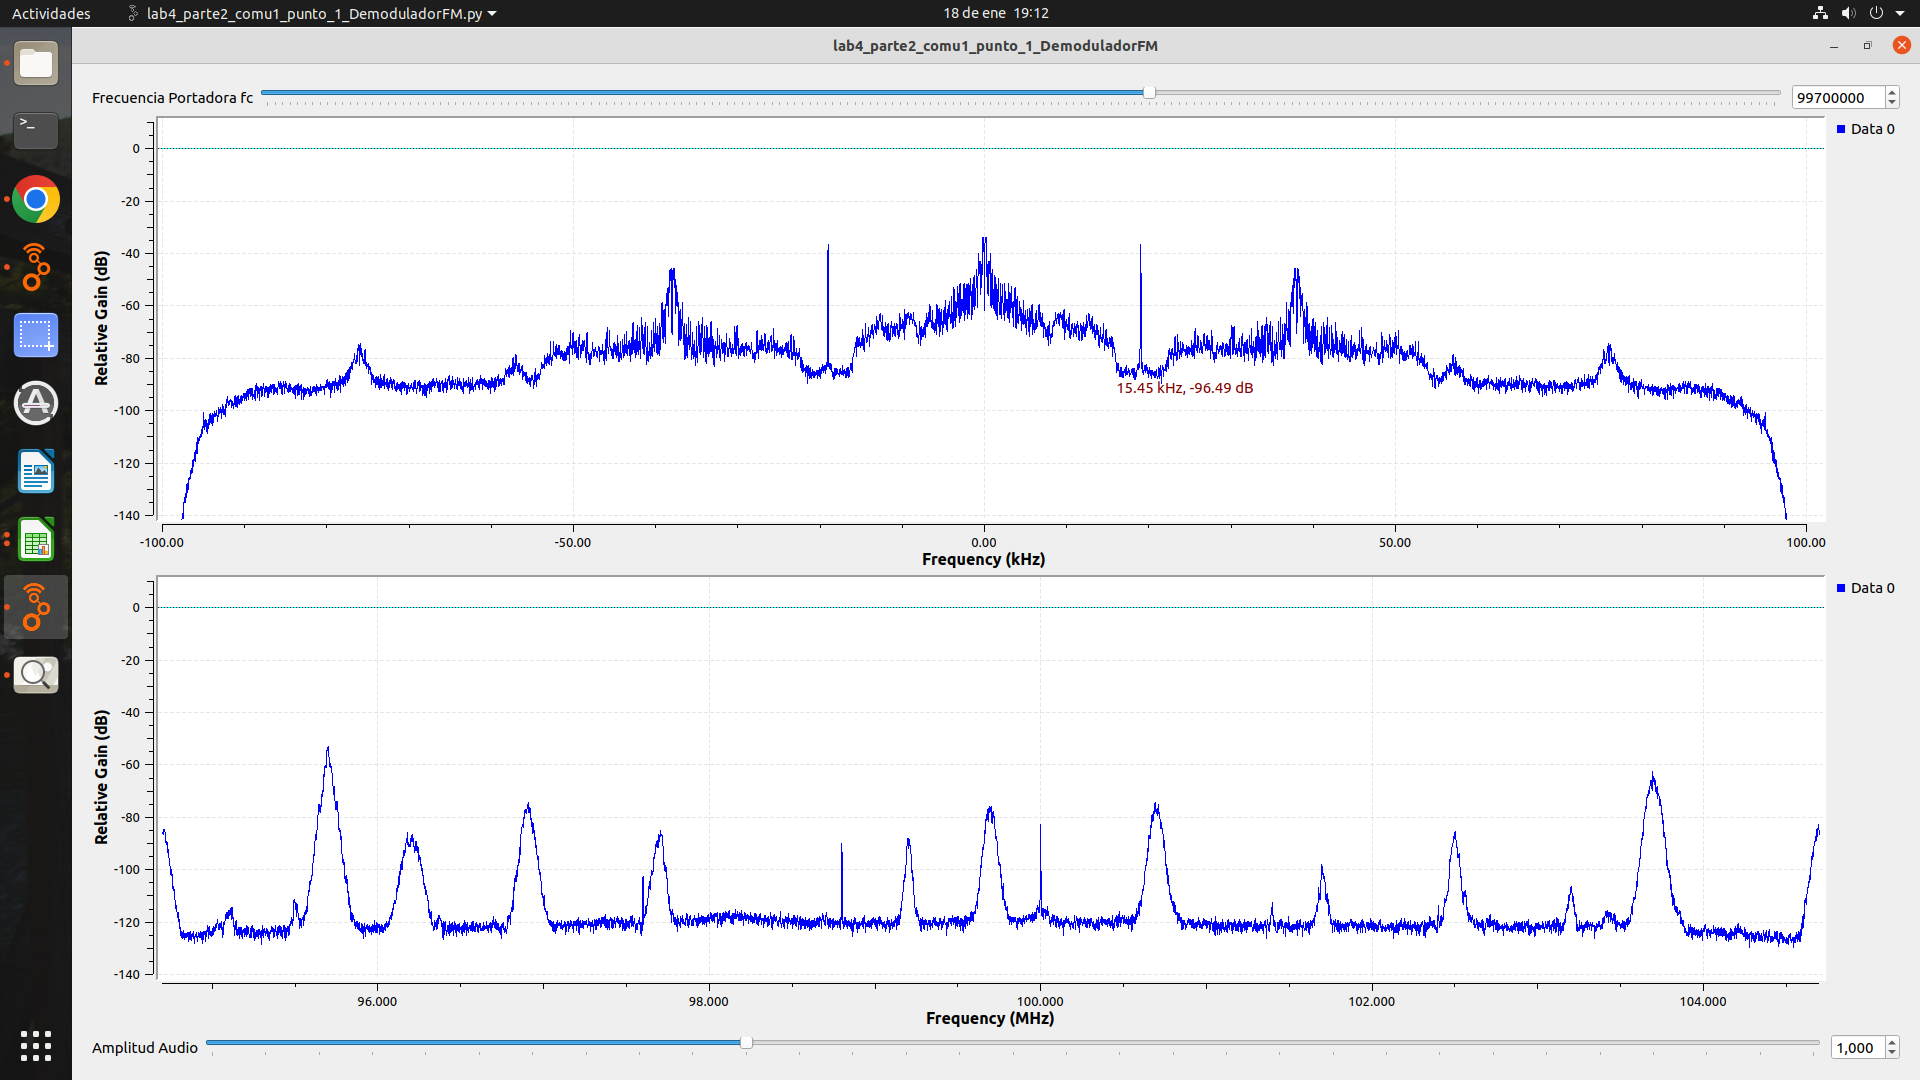 Actividades lab4_parte2_comu1_punto_1_DemoduladorFM.py 18 de ene 19:12
lab4_parte2_comu1_punto_1_DemoduladorFM
Frecuencia Portadora fc 99700000
Data 0
Relative Gain (dB)
0
-20
-40
-60
-80
-100
-120
-140
15.45 kHz, -96.49 dB
-100.00 -50.00 0.00 50.00 100.00
Frequency (kHz)
Data 0
Relative Gain (dB)
0
-20
-40
-60
-80
-100
-120
-140
96.000 98.000 100.000 102.000 104.000
Frequency (MHz)
Amplitud Audio 1,000